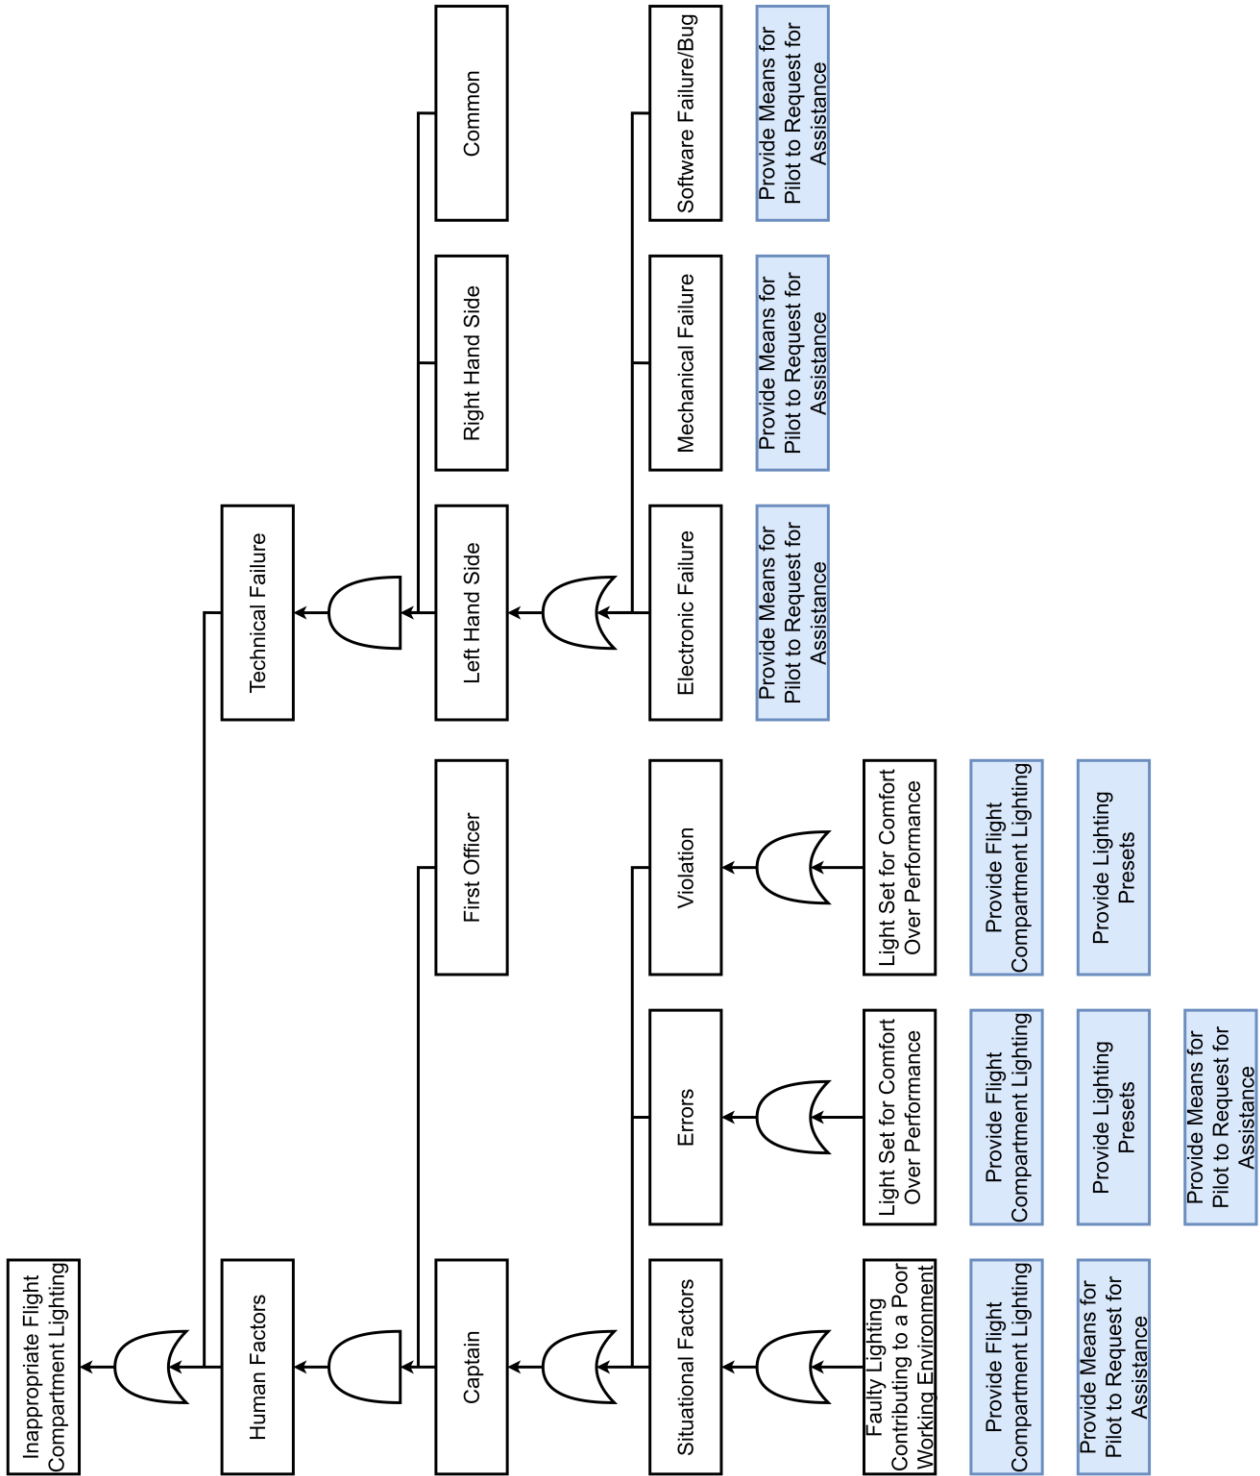 Inappropriate Flight
Compartment Lighting
Human Factors
Technical Failure
Captain
First Officer
Left Hand Side
Right Hand Side
Common
Situational Factors
Errors
Violation
Electronic Failure
Mechanical Failure
Software Failure/Bug
Provide Means for
Pilot to Request for
Assistance
Provide Means for
Pilot to Request for
Assistance
Provide Means for
Pilot to Request for
Assistance
Faulty Lighting
Contributing to a Poor
Working Environment
Light Set for Comfort
Over Performance
Light Set for Comfort
Over Performance
Provide Flight
Compartment Lighting
Provide Flight
Compartment Lighting
Provide Flight
Compartment Lighting
Provide Means for
Pilot to Request for
Assistance
Provide Lighting
Presets
Provide Lighting
Presets
Provide Means for
Pilot to Request for
Assistance